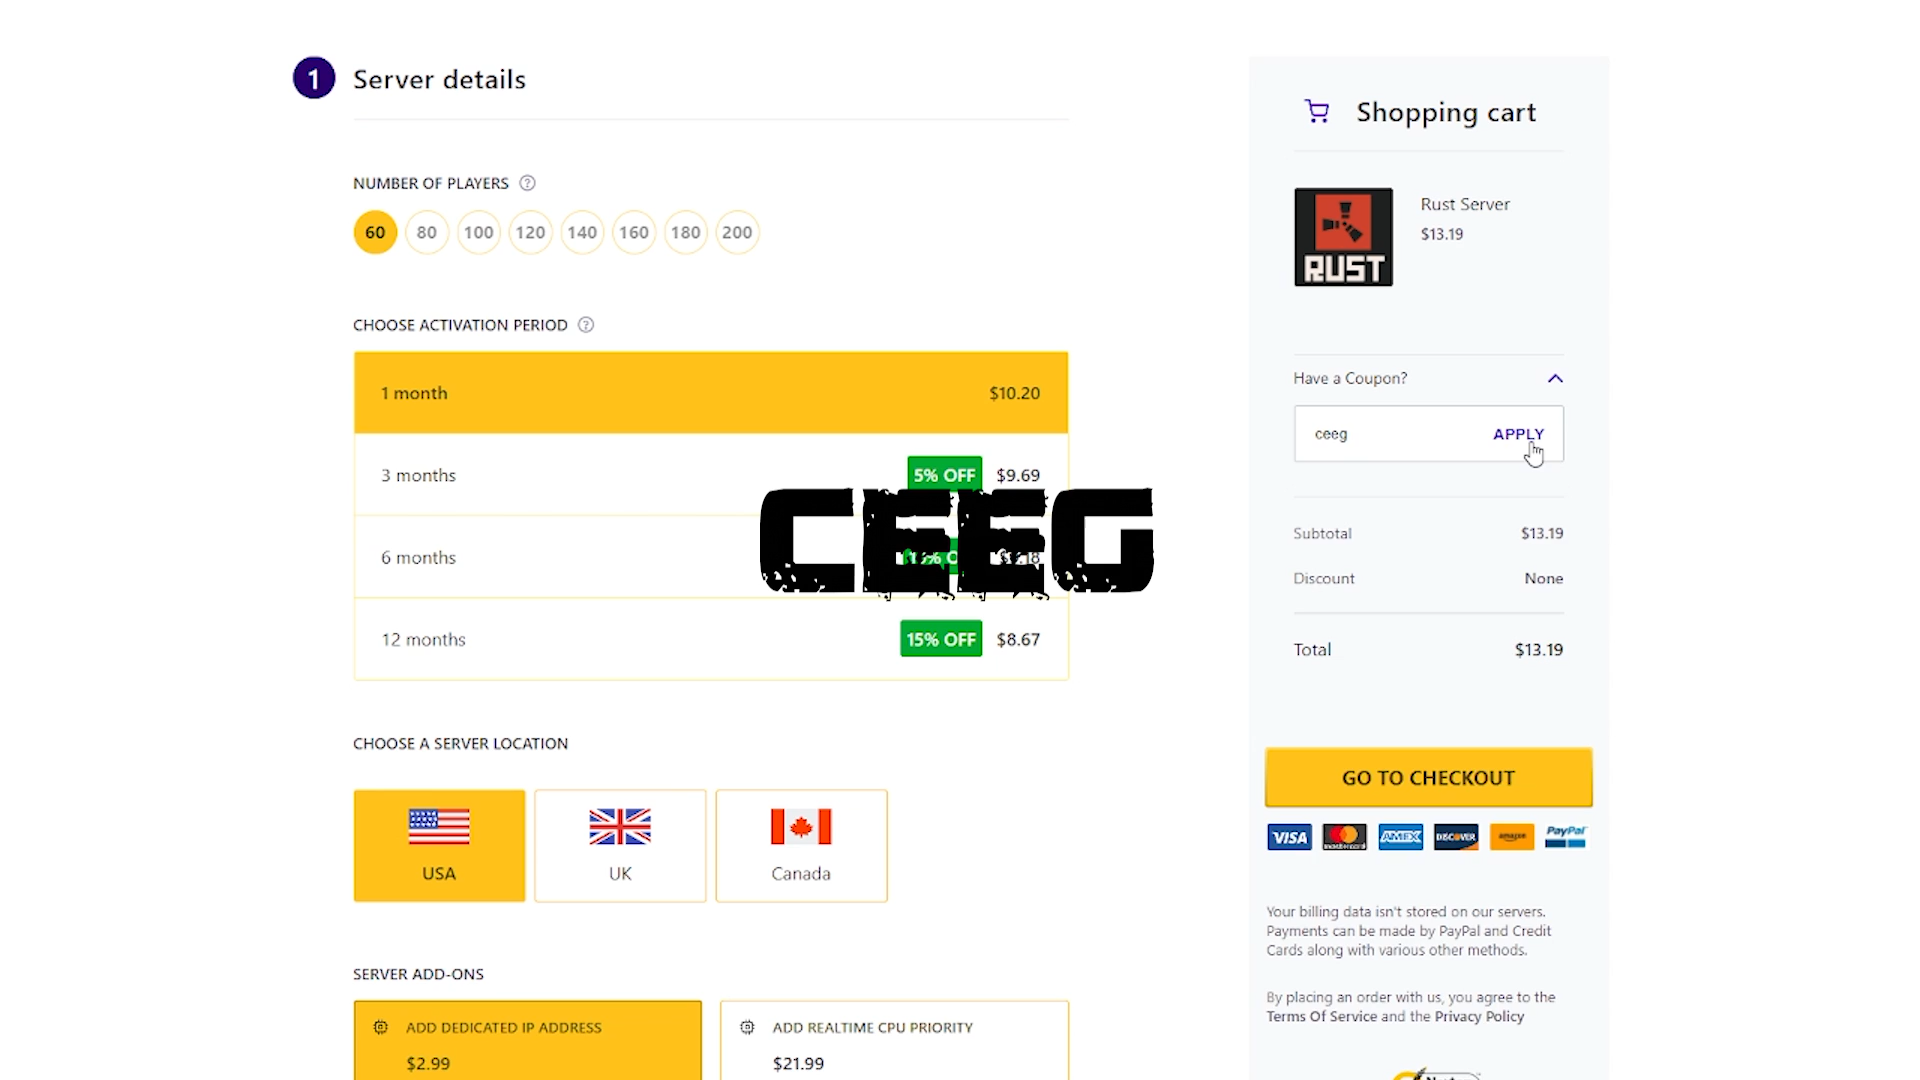 1 Server details
NUMBER OF PLAYERS ?
60 80 100 120 140 160 180 200
CHOOSE ACTIVATION PERIOD ?
1 month $10.20
3 months 5% OFF $9.69
6 months
CEEG
12 months 15% OFF $8.67
CHOOSE A SERVER LOCATION
USA
UK
Canada
SERVER ADD-ONS
ADD DEDICATED IP ADDRESS
$2.99
ADD REALTIME CPU PRIORITY
$21.99
Shopping cart
RUST
Rust Server
$13.19
Have a Coupon?
ceeg APPLY
Subtotal $13.19
Discount None
Total $13.19
GO TO CHECKOUT
VISA mastercard AMEX DISCOVER amazon PayPal
Your billing data isn't stored on our servers.
Payments can be made by PayPal and Credit
Cards along with various other methods.
By placing an order with us, you agree to the
Terms Of Service and the Privacy Policy